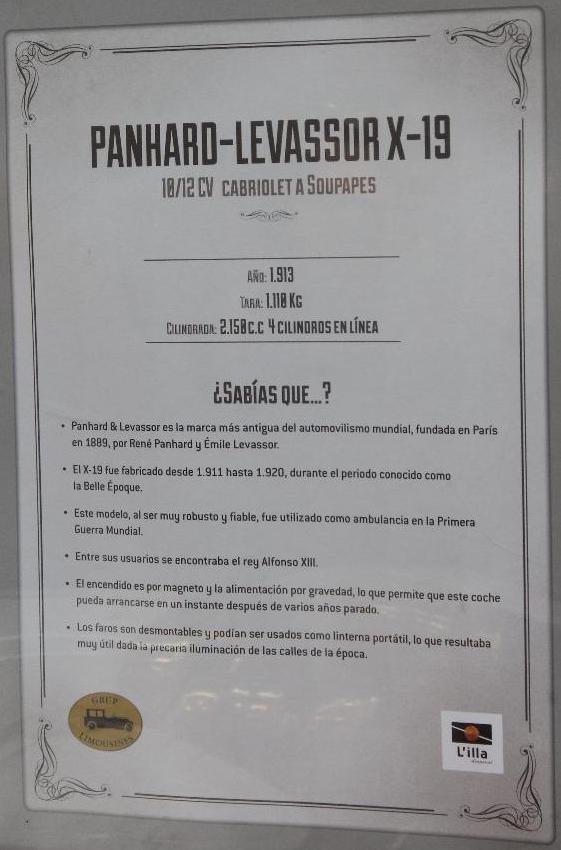 PANHARD-LEVASSOR X-19
10/12 CV CABRIOLET A SOUPAPES
AÑO: 1.913
TARA: 1.110 KG
CILINDRADA: 2.150 C.C 4 CILINDROS EN LÍNEA
¿SABÍAS QUE...?
• Panhard & Levassor es la marca más antigua del automovilismo mundial, fundada en París
en 1889, por René Panhard y Émile Levassor.
• El X-19 fue fabricado desde 1.911 hasta 1.920, durante el periodo conocido como
la Belle Époque.
• Este modelo, al ser muy robusto y fiable, fue utilizado como ambulancia en la Primera
Guerra Mundial.
• Entre sus usuarios se encontraba el rey Alfonso XIII.
• El encendido es por magneto y la alimentación por gravedad, lo que permite que este coche
pueda arrancarse en un instante después de varios años parado.
• Los faros son desmontables y podían ser usados como linterna portátil, lo que resultaba
muy útil dada la precaria iluminación de las calles de la época.
GRUP
LIMOUSINES
L'illa
diagonal